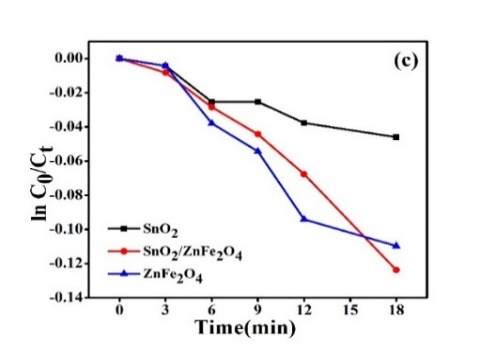 (c)
0.00
-0.02
-0.04
-0.06
-0.08
-0.10
-0.12
-0.14
ln C₀/Cₜ
SnO₂
SnO₂/ZnFe₂O₄
ZnFe₂O₄
0 3 6 9 12 15 18
Time(min)